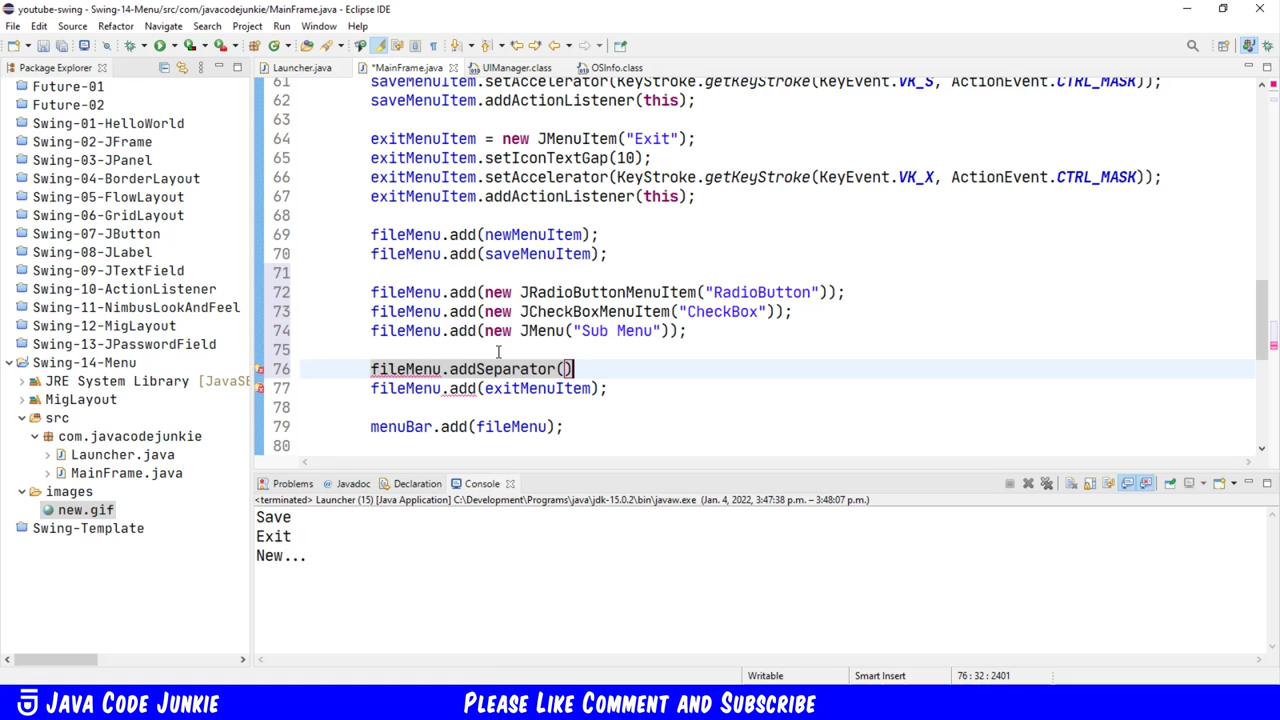 youtube-swing - Swing-14-Menu/src/com/javacodejunkie/MainFrame.java - Eclipse IDE
File Edit Source Refactor Navigate Search Project Run Window Help
Package Explorer
Launcher.java *MainFrame.java UIManager.class OSInfo.class
Future-01
Future-02
Swing-01-HelloWorld
Swing-02-JFrame
Swing-03-JPanel
Swing-04-BorderLayout
Swing-05-FlowLayout
Swing-06-GridLayout
Swing-07-JButton
Swing-08-JLabel
Swing-09-JTextField
Swing-10-ActionListener
Swing-11-NimbusLookAndFeel
Swing-12-MigLayout
Swing-13-JPasswordField
Swing-14-Menu
JRE System Library [JavaSE
MigLayout
src
com.javacodejunkie
Launcher.java
MainFrame.java
images
new.gif
Swing-Template
61 saveMenuItem.setAccelerator(KeyStroke.getKeyStroke(KeyEvent.VK_S, ActionEvent.CTRL_MASK));
62 saveMenuItem.addActionListener(this);
63
64 exitMenuItem = new JMenuItem("Exit");
65 exitMenuItem.setIconTextGap(10);
66 exitMenuItem.setAccelerator(KeyStroke.getKeyStroke(KeyEvent.VK_X, ActionEvent.CTRL_MASK));
67 exitMenuItem.addActionListener(this);
68
69 fileMenu.add(newMenuItem);
70 fileMenu.add(saveMenuItem);
71
72 fileMenu.add(new JRadioButtonMenuItem("RadioButton"));
73 fileMenu.add(new JCheckBoxMenuItem("CheckBox"));
74 fileMenu.add(new JMenu("Sub Menu"));
75
76 fileMenu.addSeparator()
77 fileMenu.add(exitMenuItem);
78
79 menuBar.add(fileMenu);
80
Problems Javadoc Declaration Console
<terminated> Launcher (15) [Java Application] C:\Development\Programs\java\jdk-15.0.2\bin\javaw.exe (Jan. 4, 2022, 3:47:38 p.m. – 3:48:07 p.m.)
Save
Exit
New...
Writable Smart Insert 76 : 32 : 2401
JAVA CODE JUNKIE PLEASE LIKE COMMENT AND SUBSCRIBE